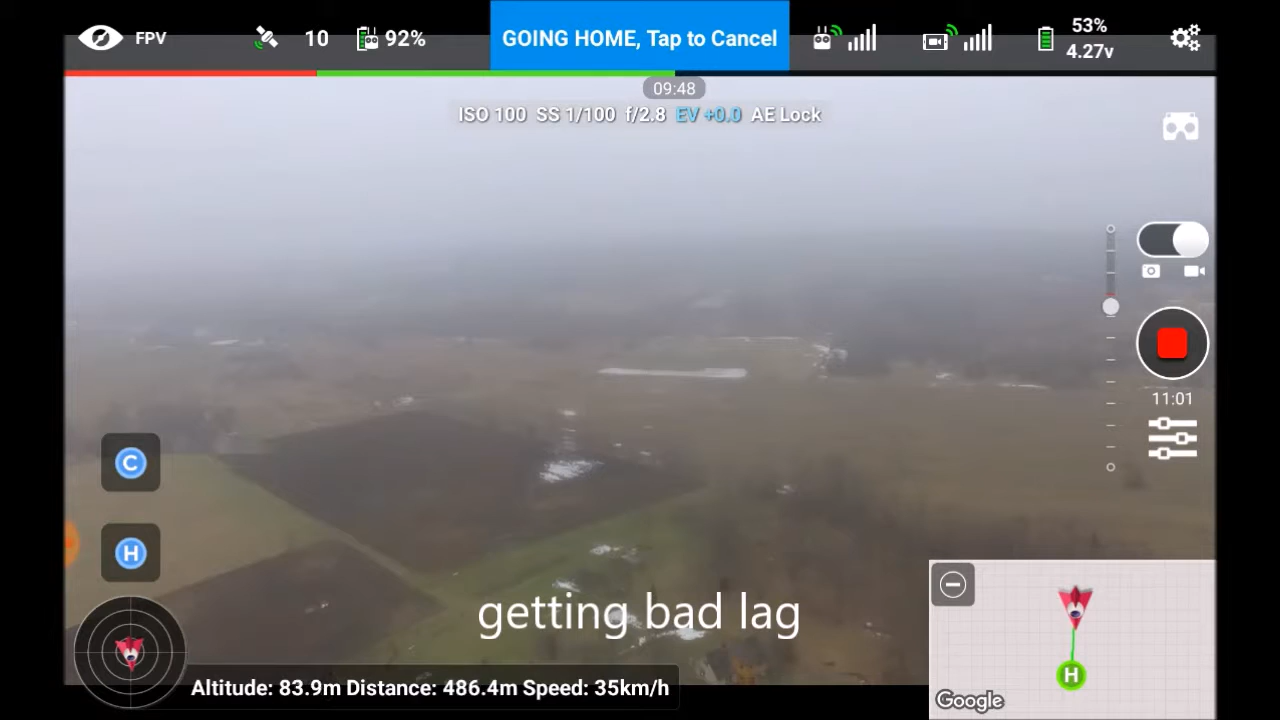 FPV
10
92%
GOING HOME, Tap to Cancel
53%
4.27v
09:48
ISO 100 SS 1/100 f/2.8 EV +0.0 AE Lock
11:01
C
H
getting bad lag
Altitude: 83.9m Distance: 486.4m Speed: 35km/h
H
Google